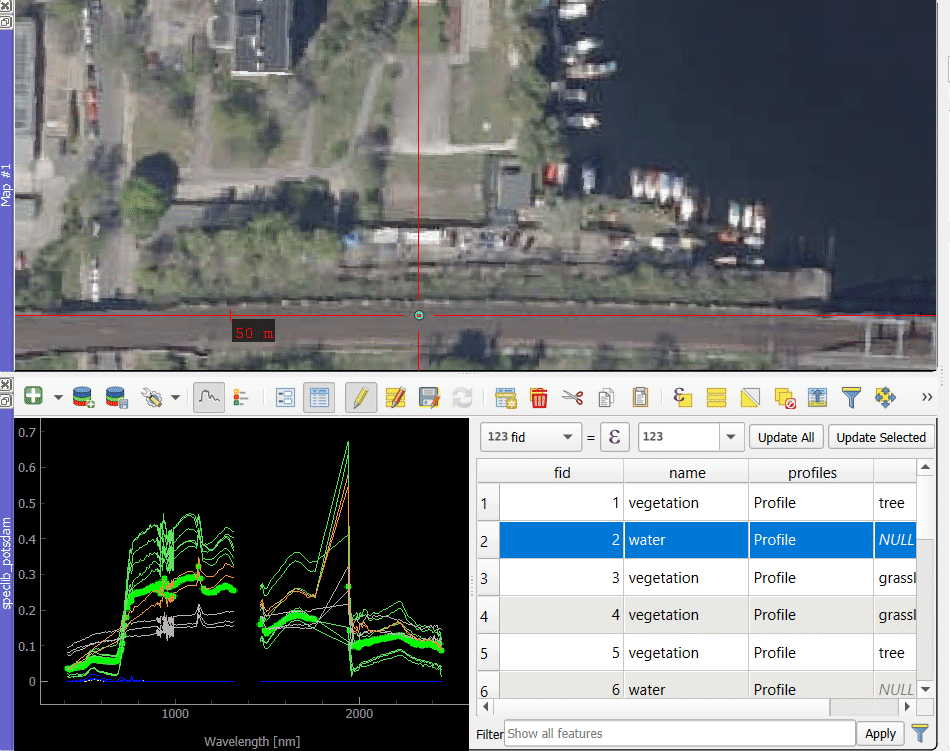 Map #1
50 m
speclib_potsdam
0.7
0.6
0.5
0.4
0.3
0.2
0.1
0
1000 2000
Wavelength [nm]
123 fid = ε 123 Update All Update Selected
fid name profiles
1 1 vegetation Profile tree
2 2 water Profile NULL
3 3 vegetation Profile grassl
4 4 vegetation Profile grassl
5 5 vegetation Profile tree
6 6 water Profile NULL
Filter Show all features Apply